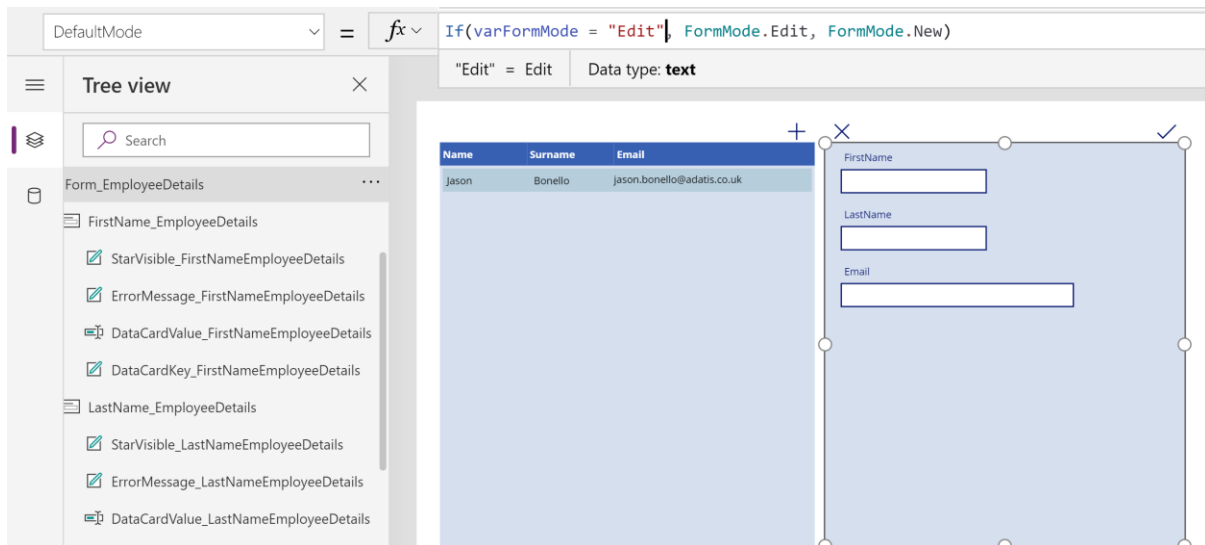 DefaultMode = fx If(varFormMode = "Edit", FormMode.Edit, FormMode.New)
"Edit" = Edit Data type: text
Tree view
Search
Form_EmployeeDetails ...
FirstName_EmployeeDetails
StarVisible_FirstNameEmployeeDetails
ErrorMessage_FirstNameEmployeeDetails
DataCardValue_FirstNameEmployeeDetails
DataCardKey_FirstNameEmployeeDetails
LastName_EmployeeDetails
StarVisible_LastNameEmployeeDetails
ErrorMessage_LastNameEmployeeDetails
DataCardValue_LastNameEmployeeDetails
Name Surname Email
Jason Bonello jason.bonello@adatis.co.uk
FirstName
LastName
Email